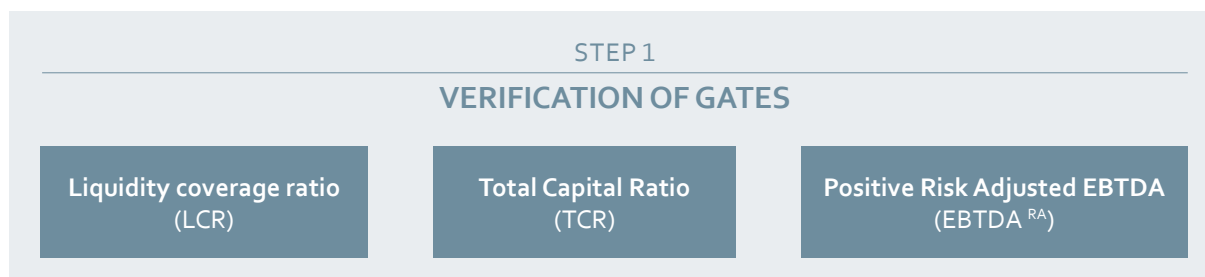 STEP 1
VERIFICATION OF GATES
Liquidity coverage ratio
(LCR)
Total Capital Ratio
(TCR)
Positive Risk Adjusted EBTDA
(EBTDA RA)